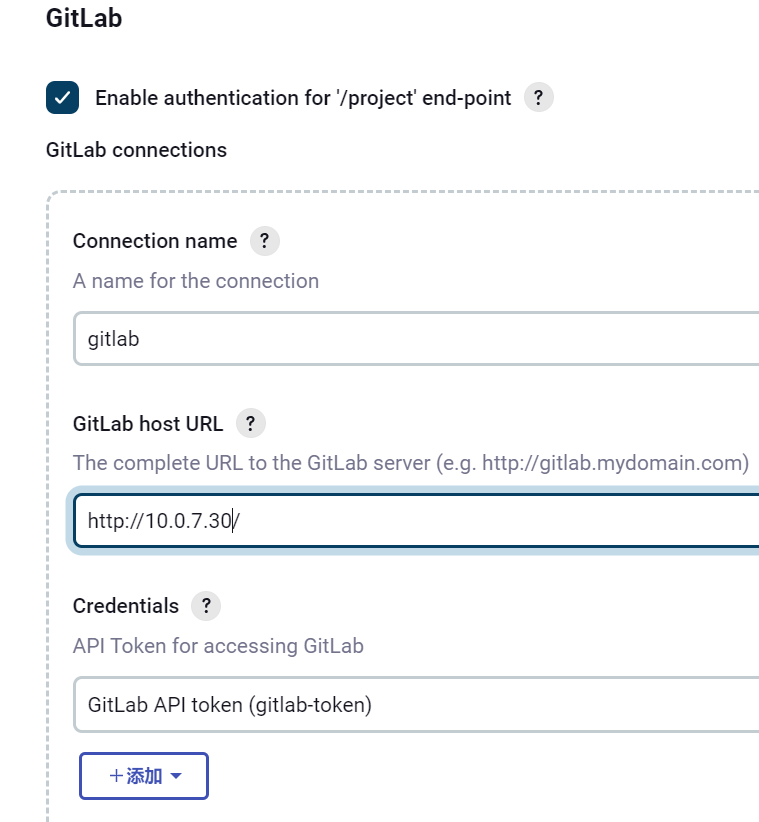 GitLab
Enable authentication for '/project' end-point ?
GitLab connections
Connection name ?
A name for the connection
gitlab
GitLab host URL ?
The complete URL to the GitLab server (e.g. http://gitlab.mydomain.com)
http://10.0.7.30/
Credentials ?
API Token for accessing GitLab
GitLab API token (gitlab-token)
+添加